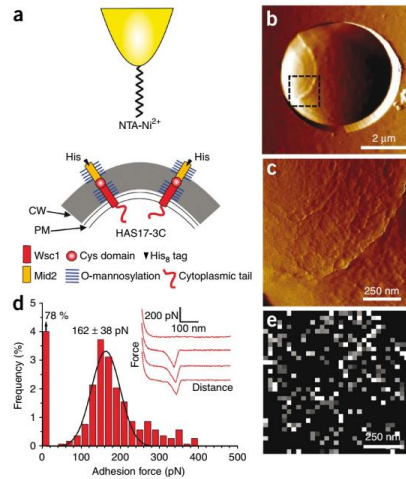 a
NTA-Ni²⁺
His
His
CW
PM
HAS17-3C
Wsc1
Cys domain
His₈ tag
Mid2
O-mannosylation
Cytoplasmic tail
b
2 μm
c
250 nm
d
78 %
162 ± 38 pN
200 pN
100 nm
Force
Distance
Frequency (%)
5
4
3
2
1
0
0
100
200
300
400
500
Adhesion force (pN)
e
250 nm